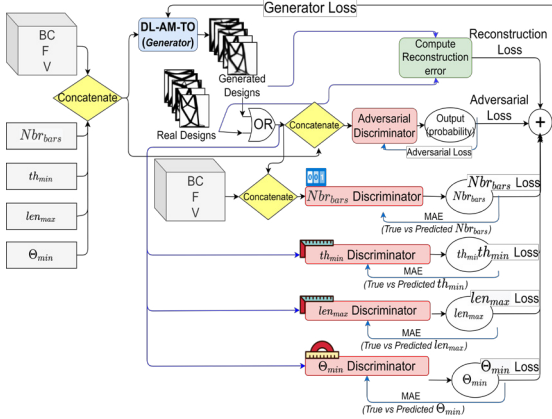 Generator Loss
BC
F
V
DL-AM-TO
(Generator)
Generated
Designs
Real Designs
Compute
Reconstruction
error
Reconstruction
Loss
Concatenate
OR
Concatenate
Adversarial
Discriminator
Output
(probability)
Adversarial Loss
Adversarial
Loss
+
Nbr_bars
th_min
len_max
Θ_min
BC
F
V
Concatenate
Nbr_bars Discriminator
Nbr_bars
Nbr_bars Loss
MAE
(True vs Predicted Nbr_bars)
th_min Discriminator
th_min Loss
MAE
(True vs Predicted th_min)
len_max Discriminator
len_max
len_max Loss
MAE
(True vs Predicted len_max)
Θ_min Discriminator
Θ_min
Θ_min Loss
MAE
(True vs Predicted Θ_min)